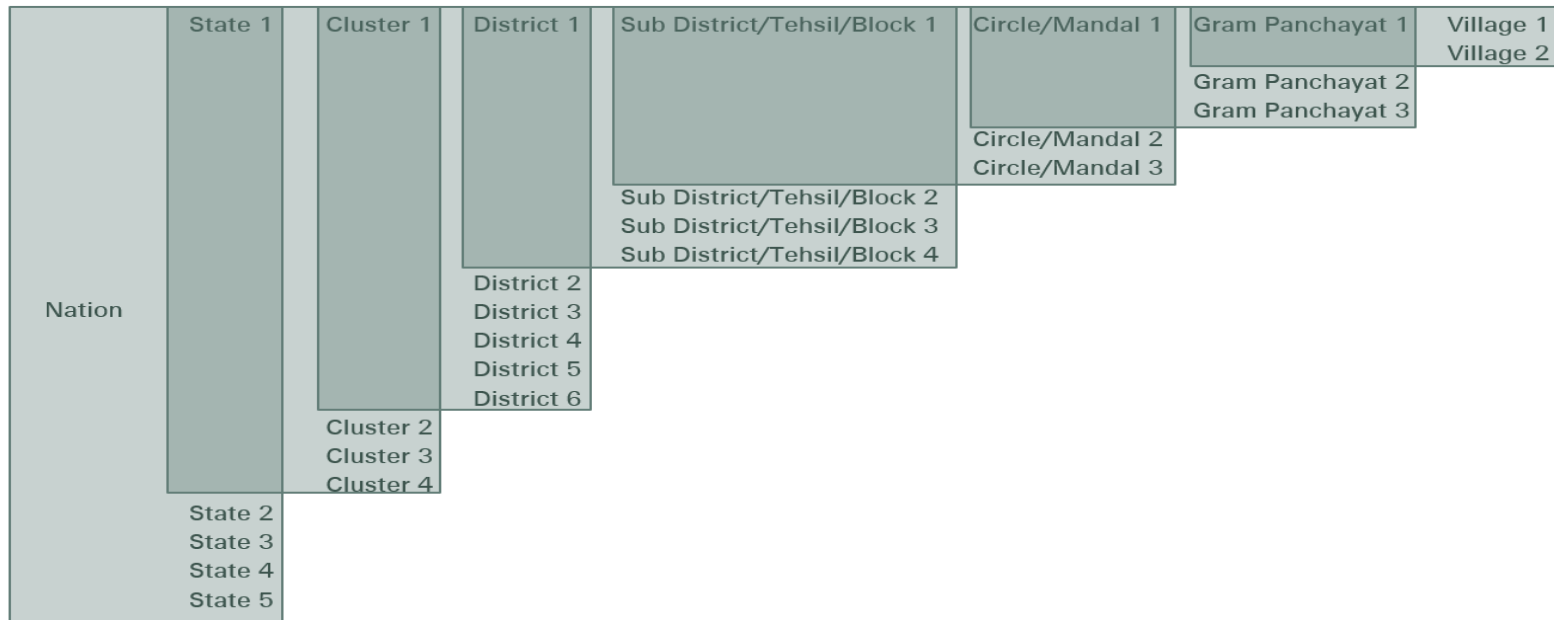 State 1 Cluster 1 District 1 Sub District/Tehsil/Block 1 Circle/Mandal 1 Gram Panchayat 1 Village 1
Village 2
Gram Panchayat 2
Gram Panchayat 3
Circle/Mandal 2
Circle/Mandal 3
Sub District/Tehsil/Block 2
Sub District/Tehsil/Block 3
Sub District/Tehsil/Block 4
District 2
Nation District 3
District 4
District 5
District 6
Cluster 2
Cluster 3
Cluster 4
State 2
State 3
State 4
State 5